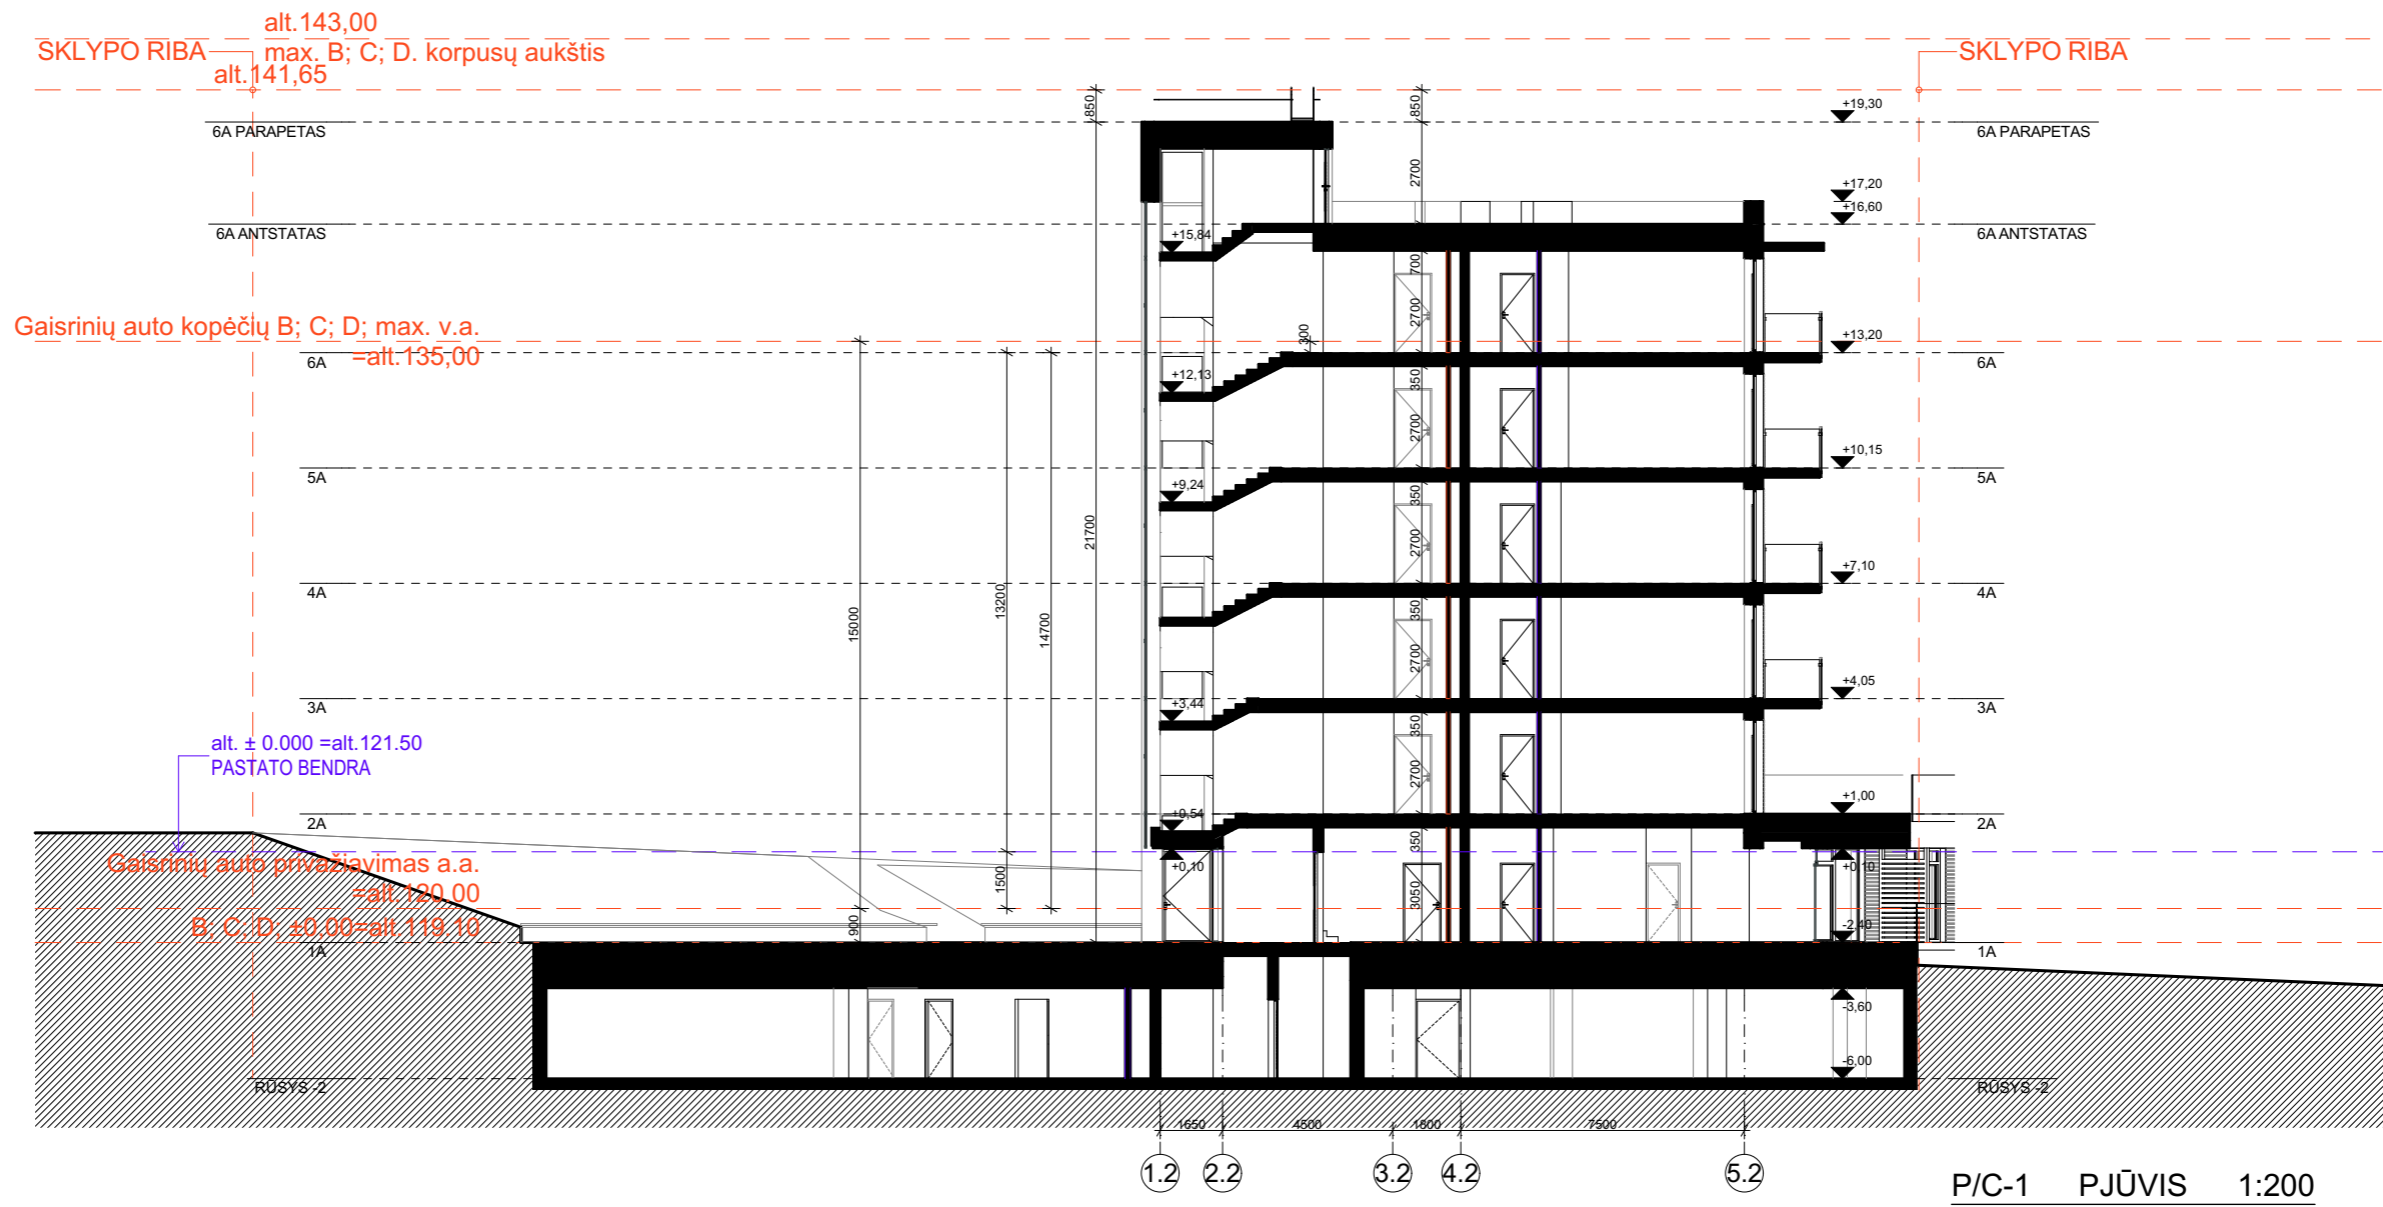 alt.143,00
SKLYPO RIBA
max. B; C; D. korpusų aukštis
SKLYPO RIBA
alt.141,65
850
850
+19,30
6A PARAPETAS
6A PARAPETAS
2700
+17,20
+16,60
6A ANTSTATAS
+15,84
6A ANTSTATAS
700
Gaisrinių auto kopėčių B; C; D; max. v.a.
=alt.135,00
300
2700
+13,20
6A
6A
+12,13
350
2700
+10,15
5A
5A
+9,24
350
21700
2700
+7,10
4A
4A
15000
13200
14700
350
2700
+4,05
3A
3A
+3,44
350
alt. ± 0.000 =alt.121.50
PASTATO BENDRA
2700
+1,00
2A
+0,54
2A
350
Gaisrinių auto privažiavimas a.a.
=alt.120,00
+0,10
+0,10
1500
3050
B; C; D; ±0.00=alt.119.10
900
-2,40
1A
1A
-3,60
-6,00
RŪSYS -2
RŪSYS -2
1650
4500
1800
7500
1.2
2.2
3.2
4.2
5.2
P/C-1 PJŪVIS 1:200